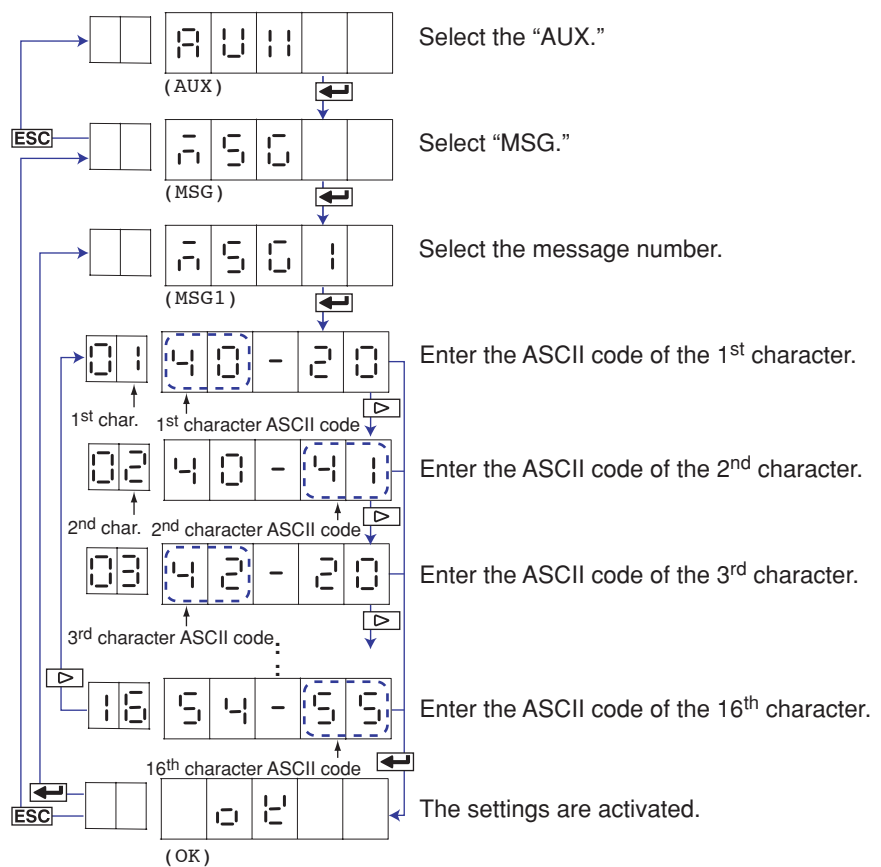 AUX Select the “AUX.”
(AUX)
ESC
MSG Select “MSG.”
(MSG)
MSG1 Select the message number.
(MSG1)
01 40-20 Enter the ASCII code of the 1st character.
1st char. 1st character ASCII code
02 40-41 Enter the ASCII code of the 2nd character.
2nd char. 2nd character ASCII code
03 42-20 Enter the ASCII code of the 3rd character.
3rd character ASCII code
16 54-55 Enter the ASCII code of the 16th character.
16th character ASCII code
ESC
oK The settings are activated.
(OK)